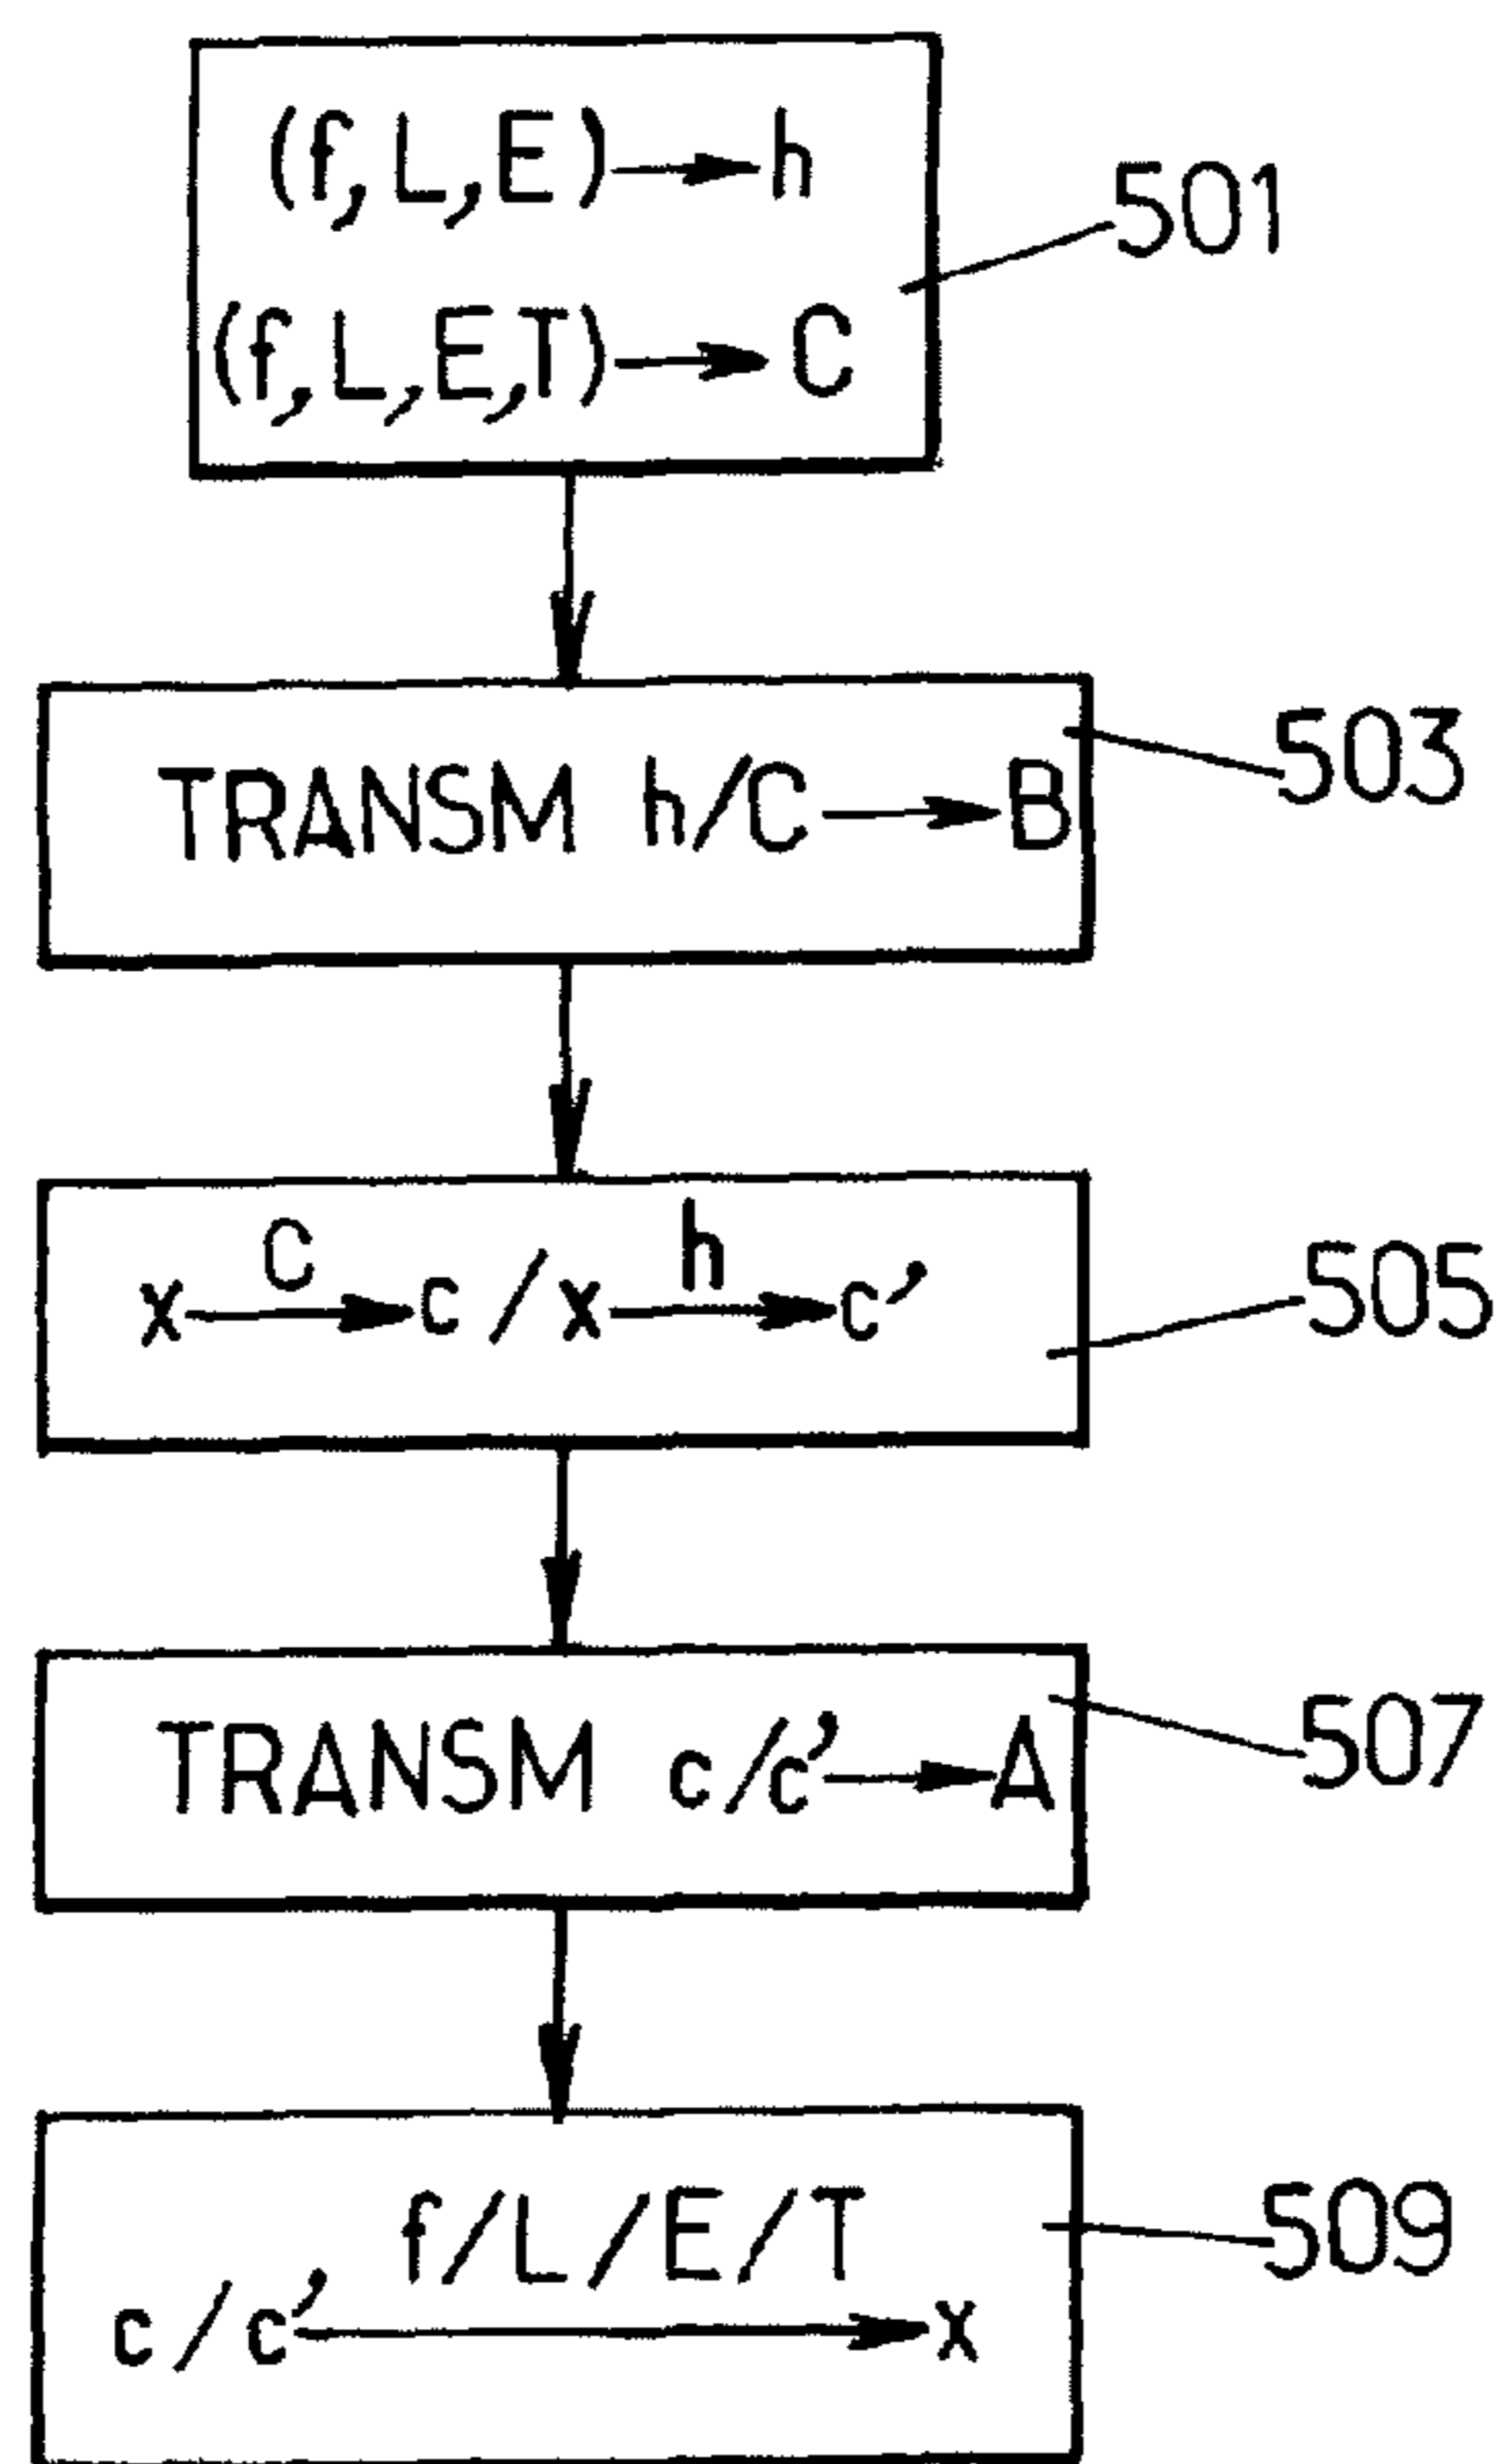 (f,L,E)→h
501
(f,L,E,T)→C
503
TRANSM h/C→B
C h
x→c/x→c'
505
507
TRANSM c/c'→A
f/L/E/T
509
c/c'→x